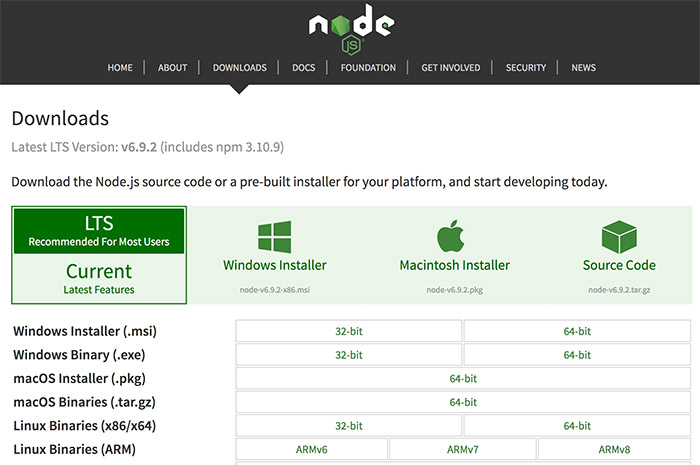 node
JS
HOME | ABOUT | DOWNLOADS | DOCS | FOUNDATION | GET INVOLVED | SECURITY | NEWS
Downloads
Latest LTS Version: v6.9.2 (includes npm 3.10.9)
Download the Node.js source code or a pre-built installer for your platform, and start developing today.
LTS
Recommended For Most Users
Current
Latest Features
Windows Installer
node-v6.9.2-x86.msi
Macintosh Installer
node-v6.9.2.pkg
Source Code
node-v6.9.2.tar.gz
Windows Installer (.msi) 32-bit 64-bit
Windows Binary (.exe) 32-bit 64-bit
macOS Installer (.pkg) 64-bit
macOS Binaries (.tar.gz) 64-bit
Linux Binaries (x86/x64) 32-bit 64-bit
Linux Binaries (ARM) ARMv6 ARMv7 ARMv8